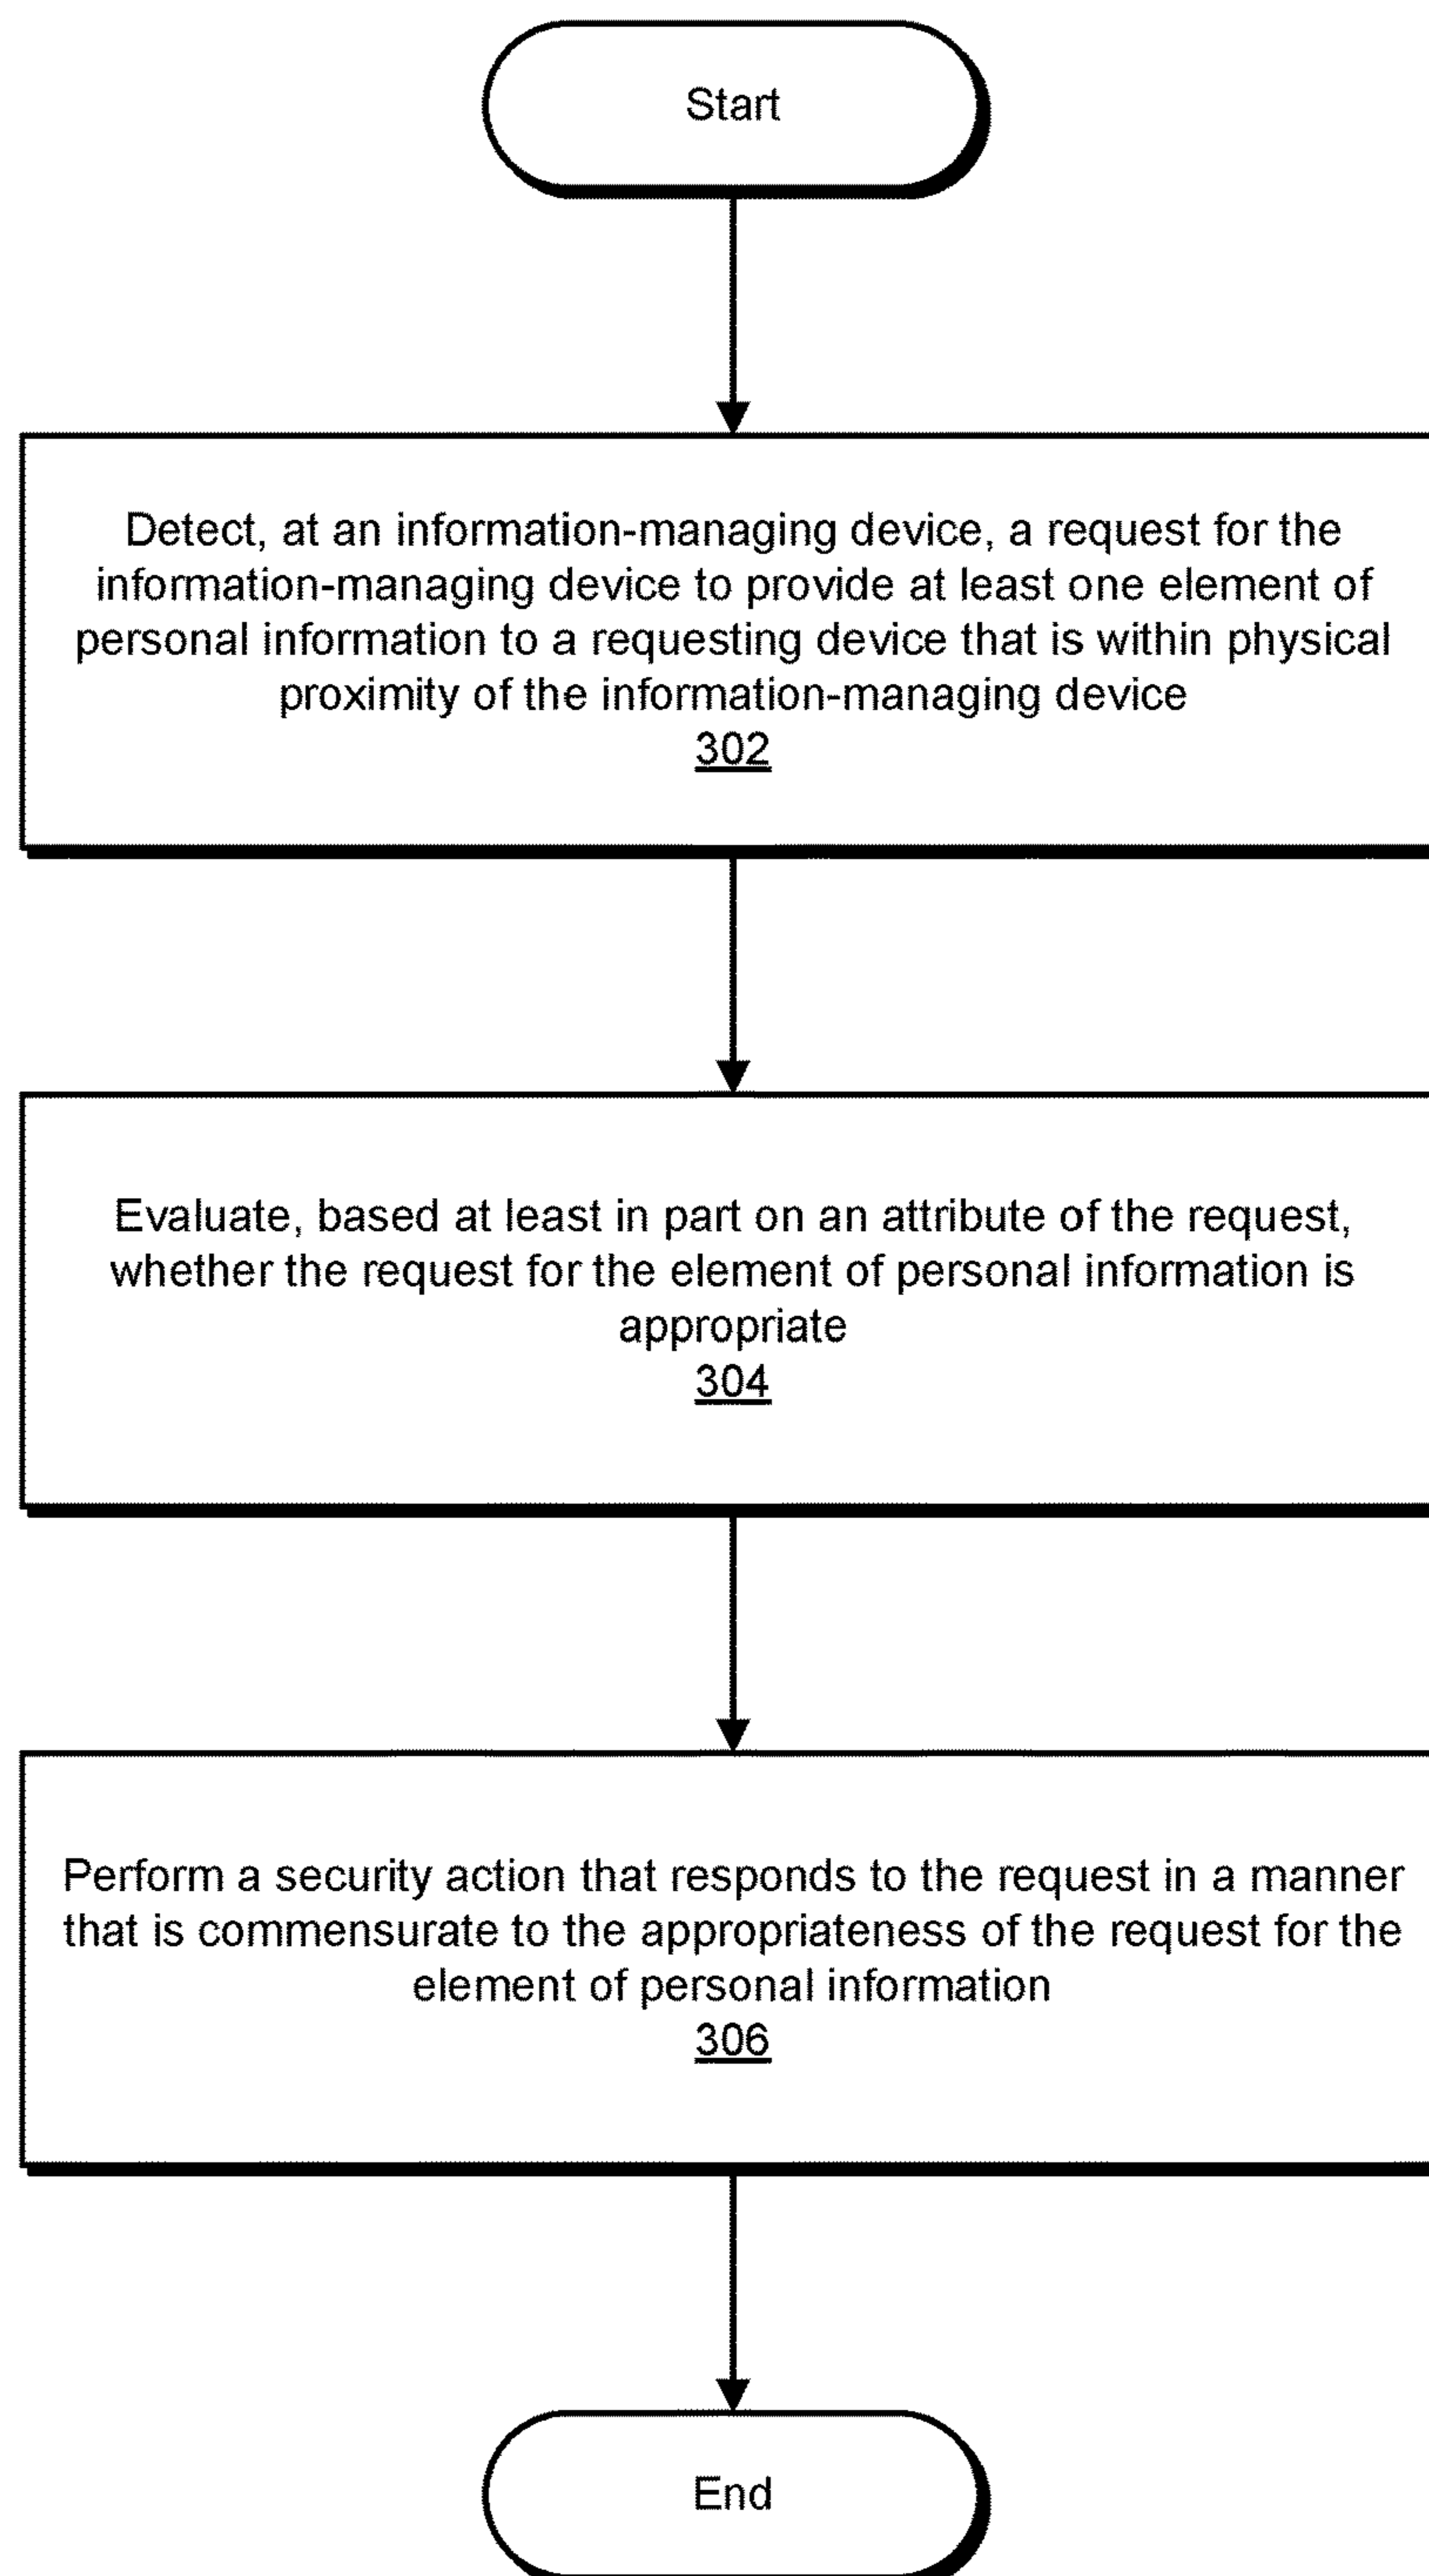 Start
Detect, at an information-managing device, a request for the
information-managing device to provide at least one element of
personal information to a requesting device that is within physical
proximity of the information-managing device
302
Evaluate, based at least in part on an attribute of the request,
whether the request for the element of personal information is
appropriate
304
Perform a security action that responds to the request in a manner
that is commensurate to the appropriateness of the request for the
element of personal information
306
End